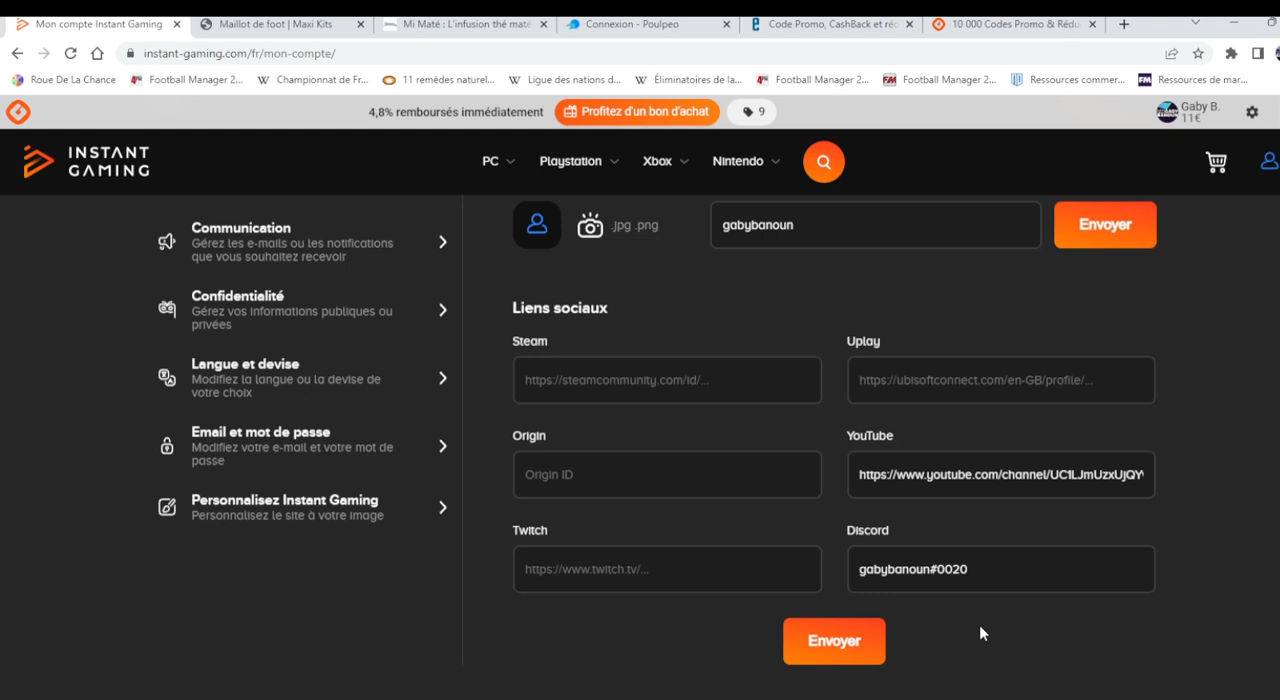 Mon compte Instant Gaming
Maillot de foot | Maxi Kits
Mi Maté : L'infusion thé maté
Connexion - Poulpeo
Code Promo, CashBack et réd
10 000 Codes Promo & Rédu
instant-gaming.com/fr/mon-compte/
Roue De La Chance
Football Manager 2...
Championnat de Fr...
11 remèdes naturel...
Ligue des nations d...
Éliminatoires de la...
Football Manager 2...
Football Manager 2...
Ressources commer...
Ressources de mar...
4,8% remboursés immédiatement
Profitez d'un bon d'achat
9
Gaby B.
11€
INSTANT
GAMING
PC
Playstation
Xbox
Nintendo
Communication
Gérez les e-mails ou les notifications
que vous souhaitez recevoir
Confidentialité
Gérez vos informations publiques ou
privées
Langue et devise
Modifiez la langue ou la devise de
votre choix
Email et mot de passe
Modifiez votre e-mail et votre mot de
passe
Personnalisez Instant Gaming
Personnalisez le site à votre image
.jpg .png
gabybanoun
Envoyer
Liens sociaux
Steam
https://steamcommunity.com/id/...
Uplay
https://ubisoftconnect.com/en-GB/profile/...
Origin
Origin ID
YouTube
https://www.youtube.com/channel/UC1LJmUzxUjQY
Twitch
https://www.twitch.tv/...
Discord
gabybanoun#0020
Envoyer